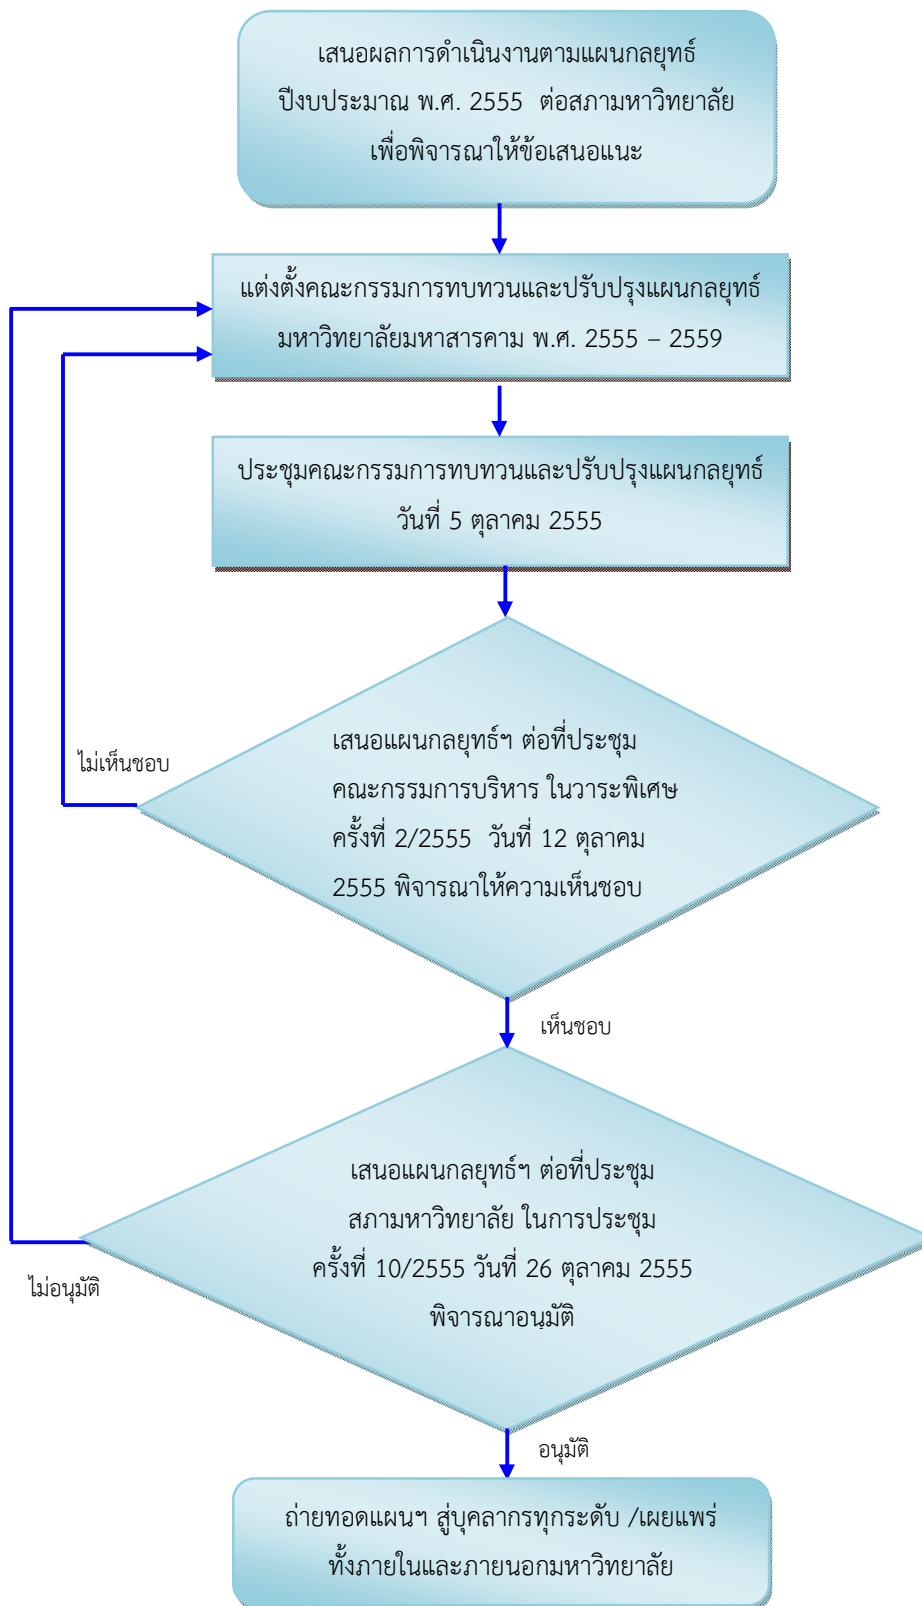 เสนอผลการดำเนินงานตามแผนกลยุทธ์
ปีงบประมาณ พ.ศ. 2555 ต่อสภามหาวิทยาลัย
เพื่อพิจารณาให้ข้อเสนอแนะ
แต่งตั้งคณะกรรมการทบทวนและปรับปรุงแผนกลยุทธ์
มหาวิทยาลัยมหาสารคาม พ.ศ. 2555 – 2559
ประชุมคณะกรรมการทบทวนและปรับปรุงแผนกลยุทธ์
วันที่ 5 ตุลาคม 2555
เสนอแผนกลยุทธ์ฯ ต่อที่ประชุม
คณะกรรมการบริหาร ในวาระพิเศษ
ครั้งที่ 2/2555 วันที่ 12 ตุลาคม
2555 พิจารณาให้ความเห็นชอบ
ไม่เห็นชอบ
เห็นชอบ
เสนอแผนกลยุทธ์ฯ ต่อที่ประชุม
สภามหาวิทยาลัย ในการประชุม
ครั้งที่ 10/2555 วันที่ 26 ตุลาคม 2555
พิจารณาอนุมัติ
ไม่อนุมัติ
อนุมัติ
ถ่ายทอดแผนฯ สู่บุคลากรทุกระดับ /เผยแพร่
ทั้งภายในและภายนอกมหาวิทยาลัย